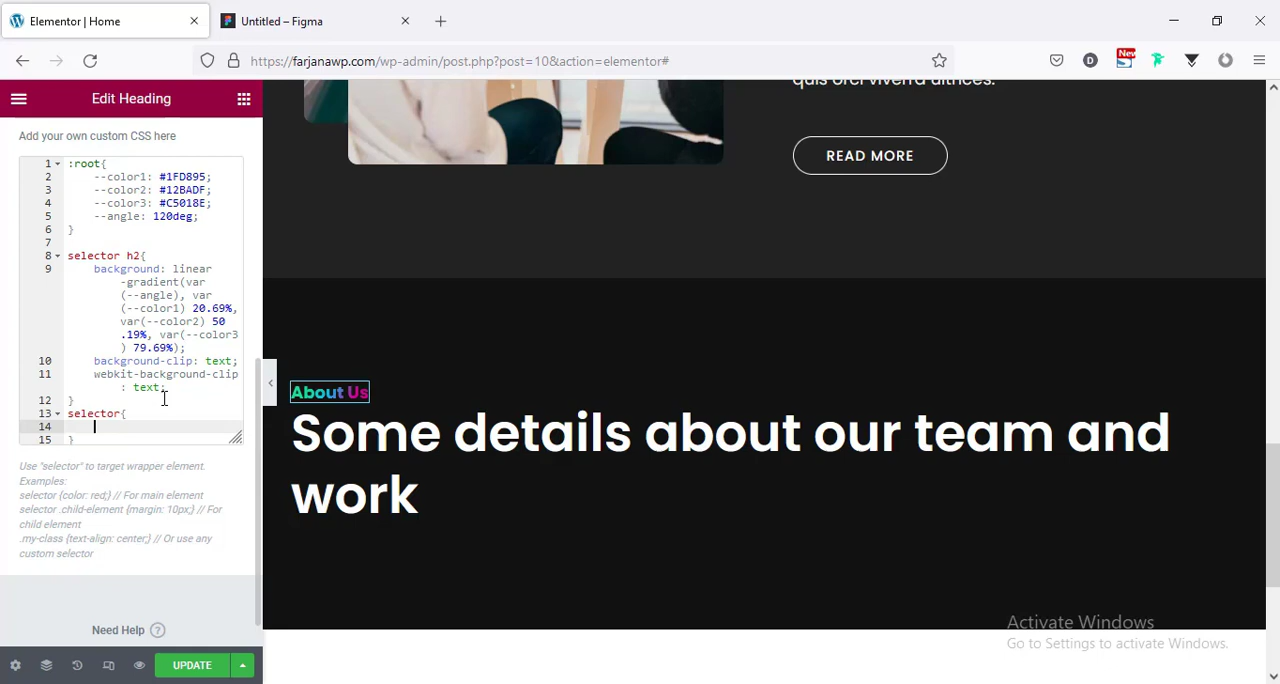 Elementor | Home
Untitled – Figma
https://farjanawp.com/wp-admin/post.php?post=10&action=elementor#
New
Edit Heading
Add your own custom CSS here
1 :root{
2 --color1: #1FD895;
3 --color2: #12BADF;
4 --color3: #C5018E;
5 --angle: 120deg;
6 }
7
8 selector h2{
9 background: linear
-gradient(var
(--angle), var
(--color1) 20.69%,
var(--color2) 50
.19%, var(--color3
) 79.69%);
10 background-clip: text;
11 webkit-background-clip
: text;
12 }
13 selector{
14
15 }
Use "selector" to target wrapper element.
Examples:
selector {color: red;} // For main element
selector .child-element {margin: 10px;} // For
child element
.my-class {text-align: center;} // Or use any
custom selector
Need Help ?
UPDATE
quis orci viverra ultrices.
READ MORE
About Us
Some details about our team and
work
Activate Windows
Go to Settings to activate Windows.